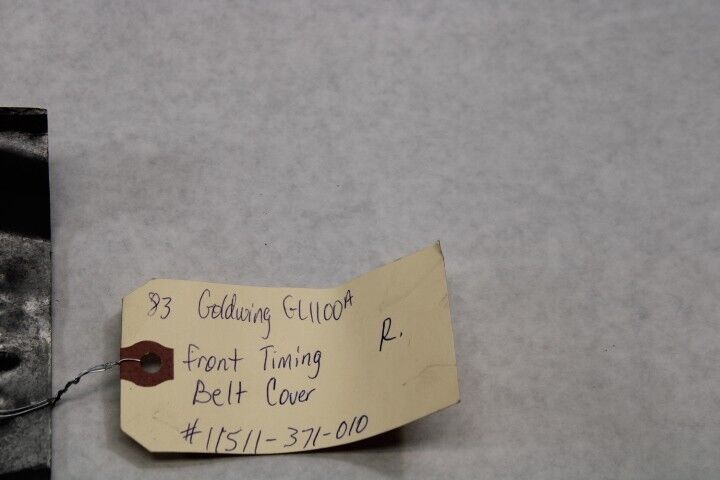 83 Goldwing GL1100A
R.
Front Timing
Belt Cover
#11511-371-010